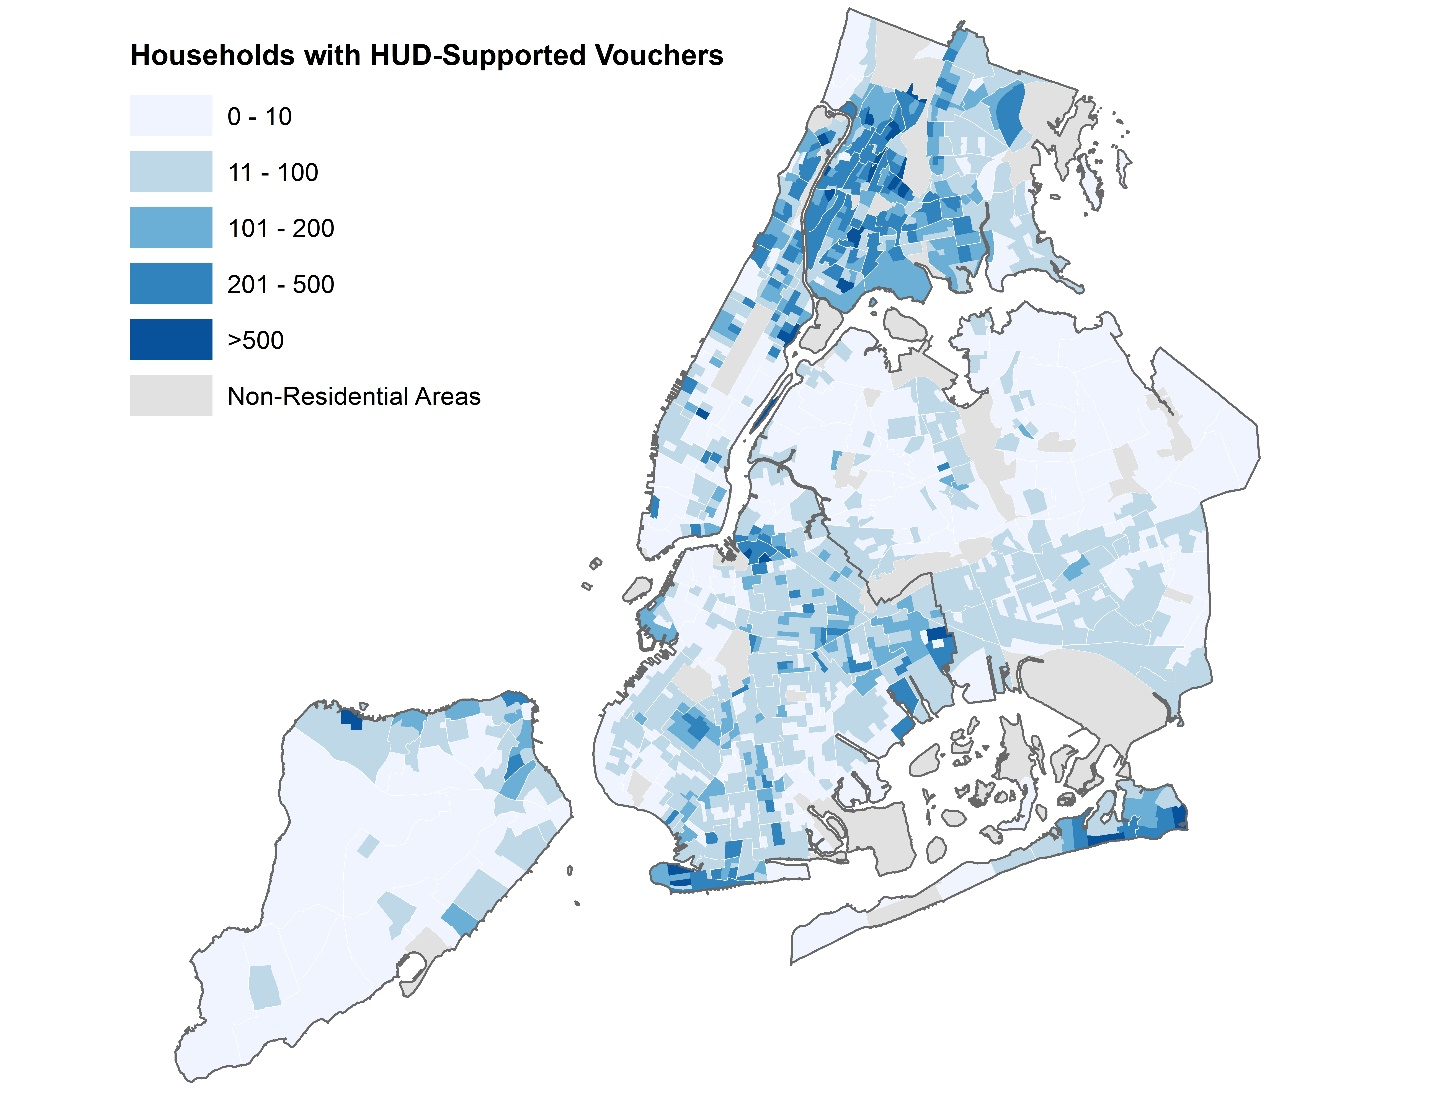 Households with HUD-Supported Vouchers
0 - 10
11 - 100
101 - 200
201 - 500
>500
Non-Residential Areas